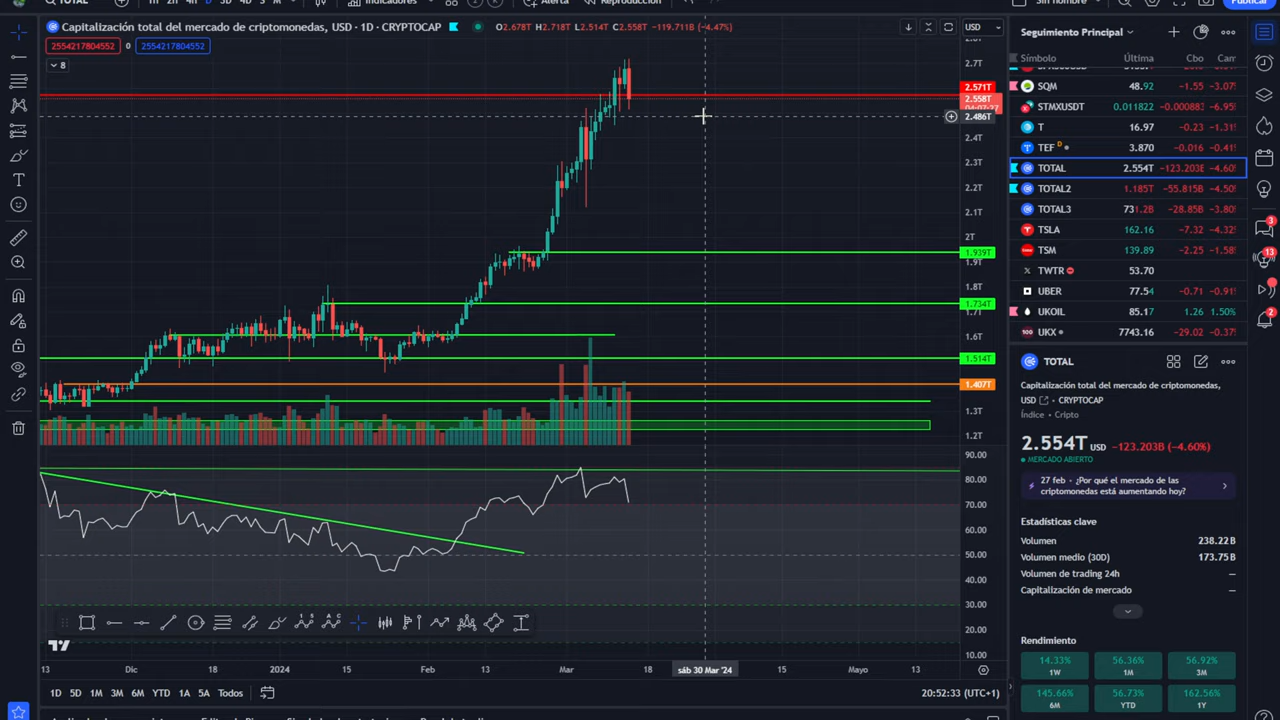 Indicadores
Alerta
Reproducción
Sin nombre
Publicar
Capitalización total del mercado de criptomonedas, USD · 1D · CRYPTOCAP
O2.678T H2.718T L2.514T C2.558T −119.711B (−4.47%)
USD
2554217804552 0 2554217804552
8
2.7T
2.571T
2.558T
2.486T
2.4T
2.3T
2.2T
2.1T
2T
1.939T
1.9T
1.8T
1.734T
1.7T
1.6T
1.514T
1.407T
1.3T
1.2T
90.00
80.00
70.00
60.00
50.00
40.00
30.00
20.00
10.00
13 Dic 18 2024 15 Feb 13 Mar 18 sáb 30 Mar '24 15 Mayo 13
1D 5D 1M 3M 6M YTD 1A 5A Todos
20:52:33 (UTC+1)
Seguimiento Principal
Símbolo Última Cbo Cam
SQM 48.92 −1.55 −3.07
STMXUSDT 0.011822 −0.000883 −6.95
T 16.97 −0.23 −1.31
TEF D 3.870 −0.016 −0.41
TOTAL 2.554T −123.203B −4.60
TOTAL2 1.185T −55.815B −4.50
TOTAL3 731.2B −28.85B −3.80
TSLA 162.16 −7.32 −4.32
TSM 139.89 −2.25 −1.58
TWTR 53.70
UBER 77.54 −0.71 −0.91
UKOIL 85.17 1.26 1.50%
UKX 7743.16 −29.02 −0.37
TOTAL
Capitalización total del mercado de criptomonedas,
USD CRYPTOCAP
Índice · Cripto
2.554T USD −123.203B (−4.60%)
MERCADO ABIERTO
27 feb · ¿Por qué el mercado de las
criptomonedas está aumentando hoy?
Estadísticas clave
Volumen 238.22B
Volumen medio (30D) 173.75B
Volumen de trading 24h —
Capitalización de mercado —
Rendimiento
14.33% 56.36% 56.92%
1W 1M 3M
145.66% 56.73% 162.56%
6M YTD 1Y
3
13
2